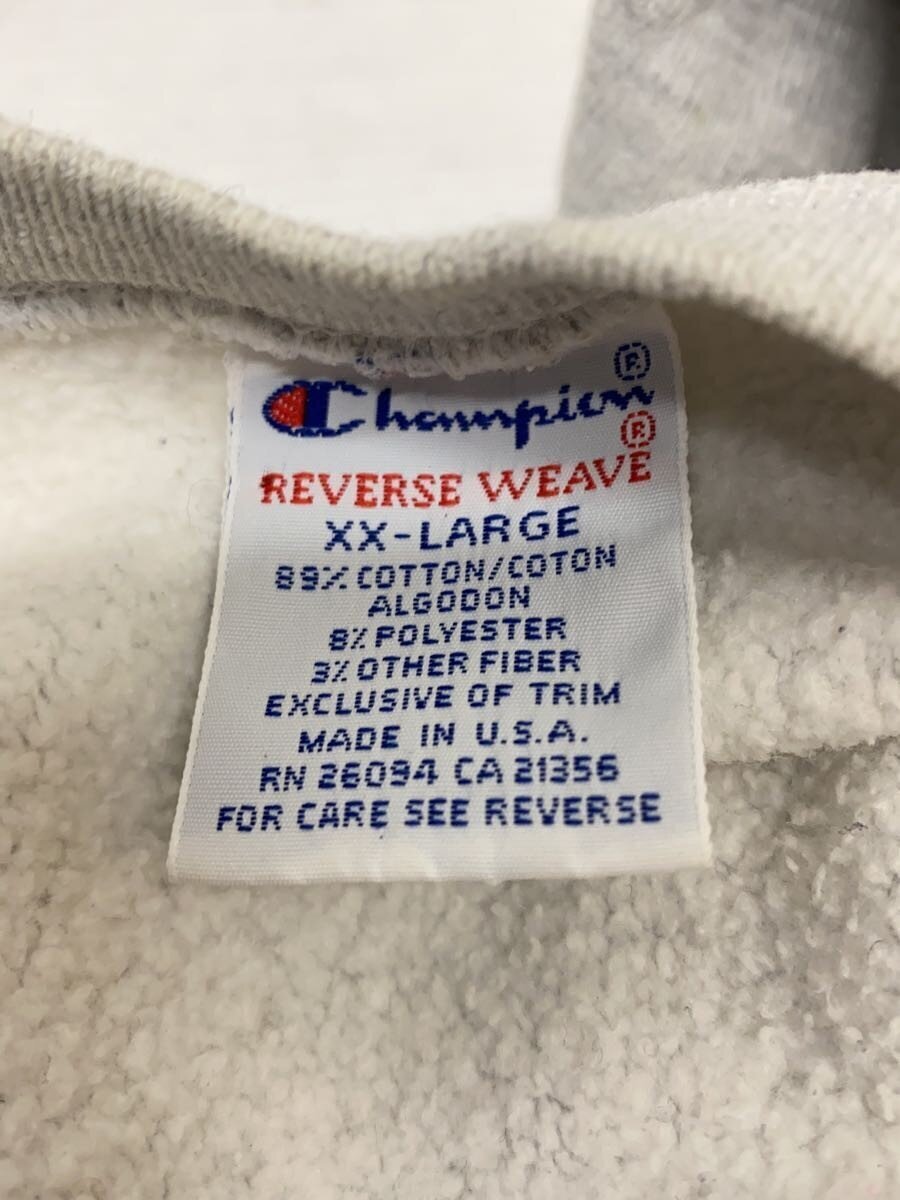 Champion®
REVERSE WEAVE®
XX-LARGE
89% COTTON/COTON
ALGODON
8% POLYESTER
3% OTHER FIBER
EXCLUSIVE OF TRIM
MADE IN U.S.A.
RN 26094 CA 21356
FOR CARE SEE REVERSE